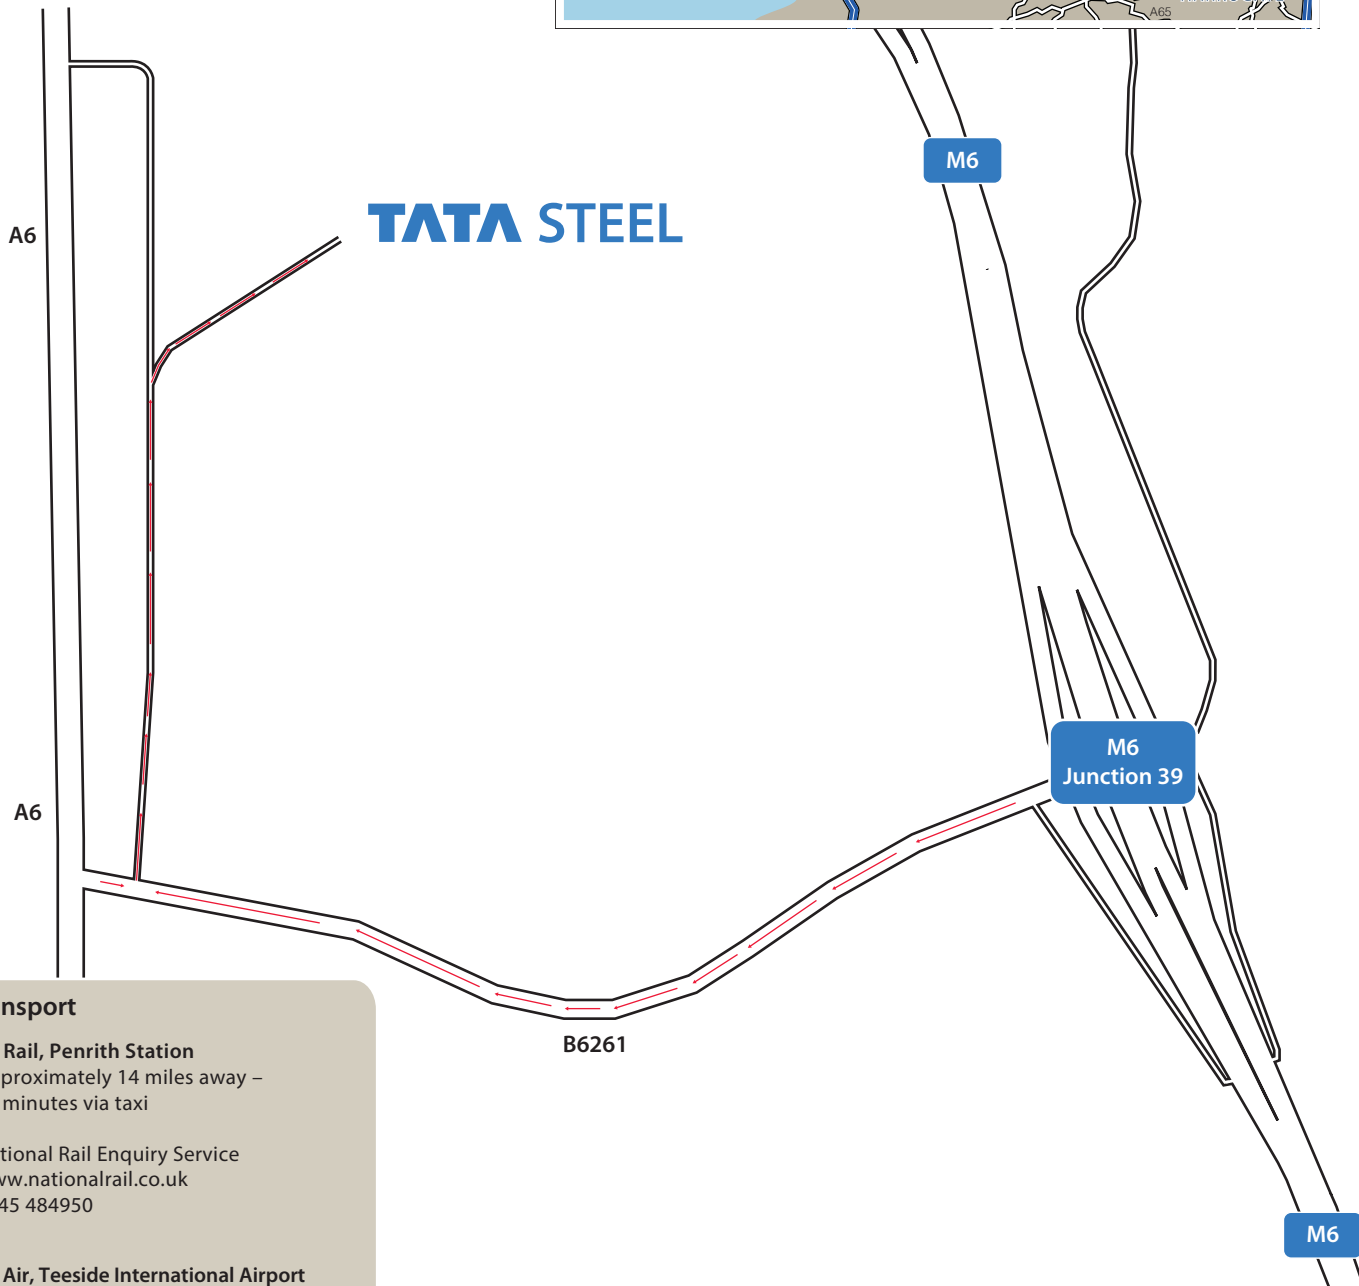 A65
M6
A6
TATA STEEL
M6
Junction 39
A6
B6261
nsport
Rail, Penrith Station
proximately 14 miles away –
minutes via taxi
tional Rail Enquiry Service
ww.nationalrail.co.uk
45 484950
M6
Air, Teeside International Airport